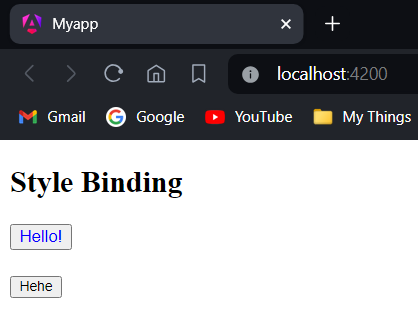 Myapp
localhost:4200
Gmail Google YouTube My Things
Style Binding
Hello!
Hehe